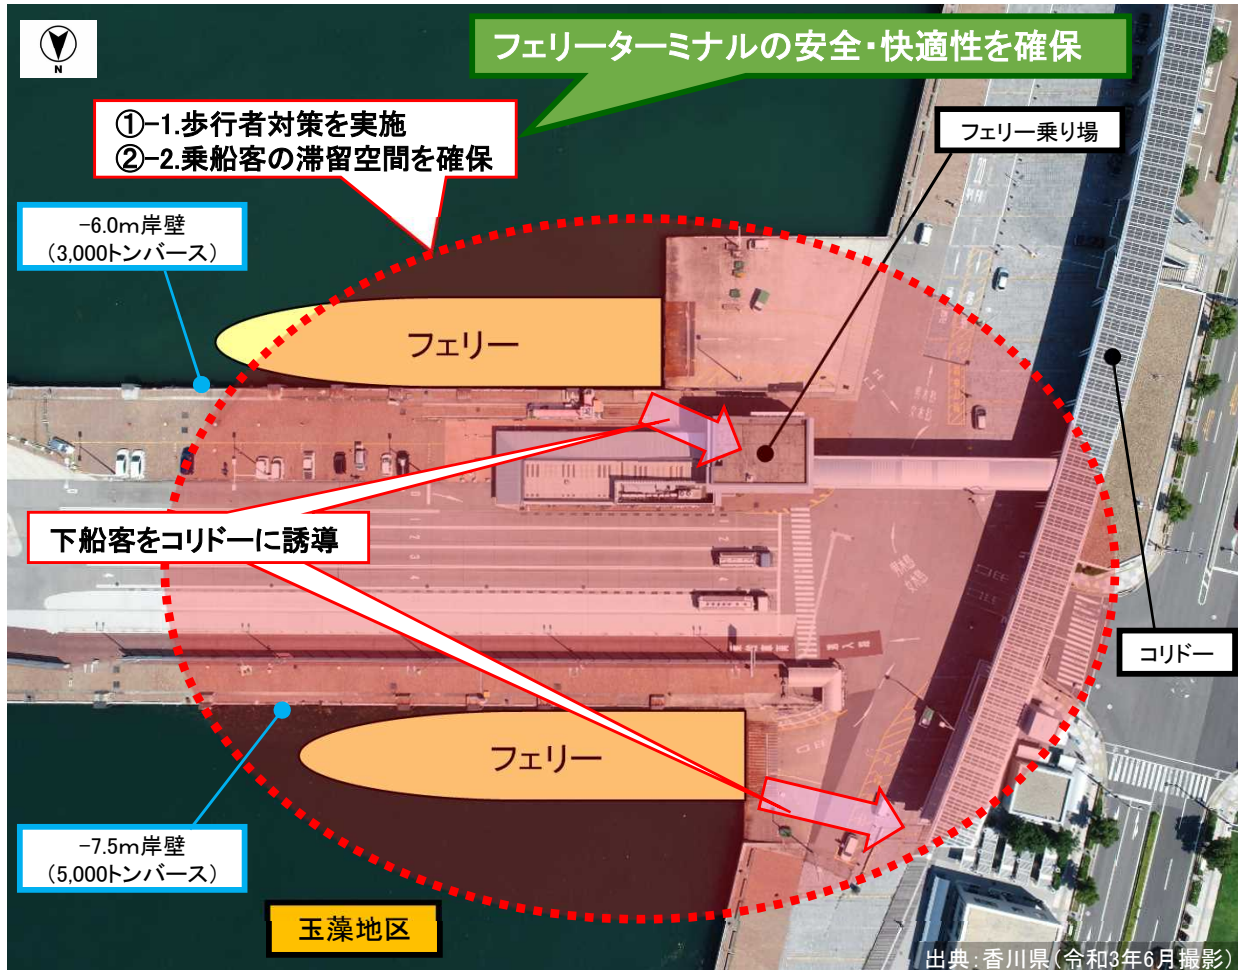 N
フェリーターミナルの安全・快適性を確保
①-1.歩行者対策を実施
②-2.乗船客の滞留空間を確保
フェリー乗り場
-6.0m岸壁
(3,000トンバース)
フェリー
下船客をコリドーに誘導
コリドー
フェリー
-7.5m岸壁
(5,000トンバース)
玉藻地区
出典:香川県(令和3年6月撮影)